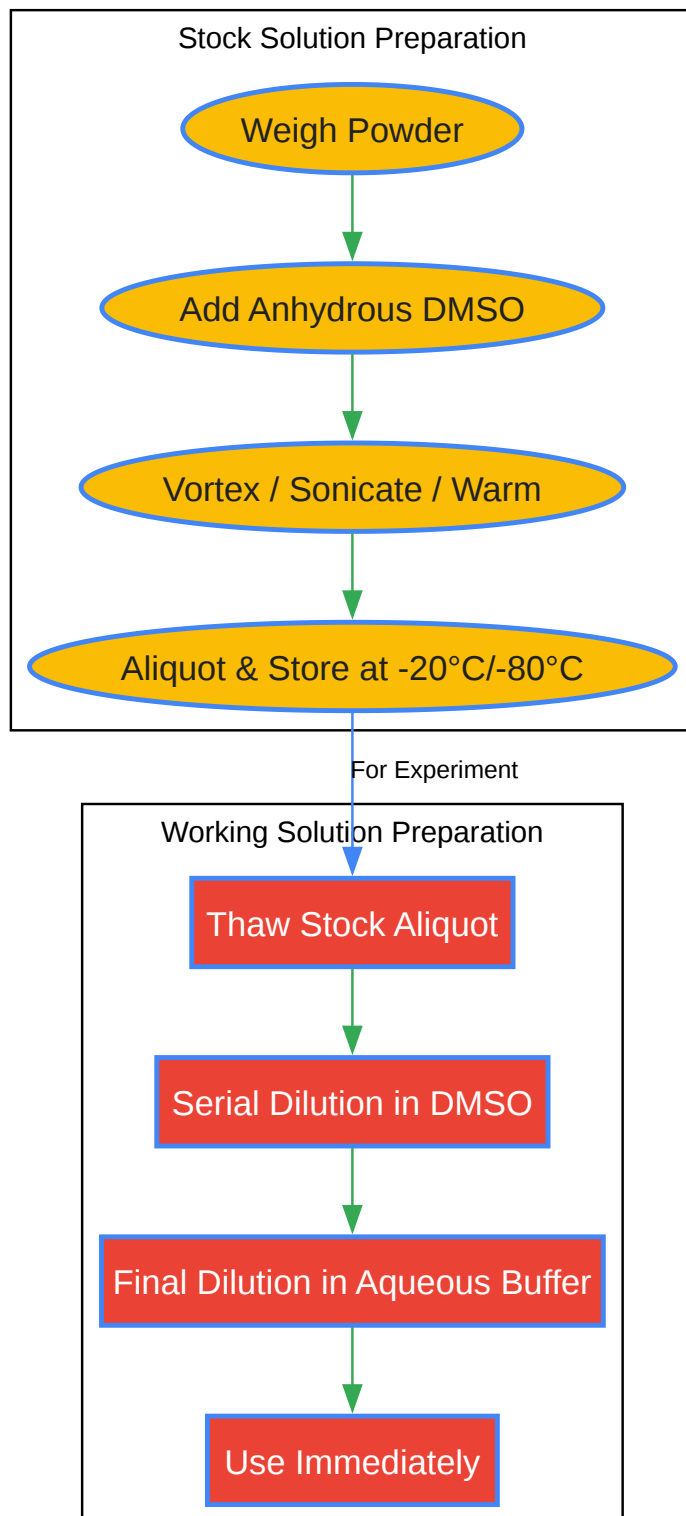 Stock Solution Preparation
Weigh Powder
Add Anhydrous DMSO
Vortex / Sonicate / Warm
Aliquot & Store at -20°C/-80°C
For Experiment
Working Solution Preparation
Thaw Stock Aliquot
Serial Dilution in DMSO
Final Dilution in Aqueous Buffer
Use Immediately